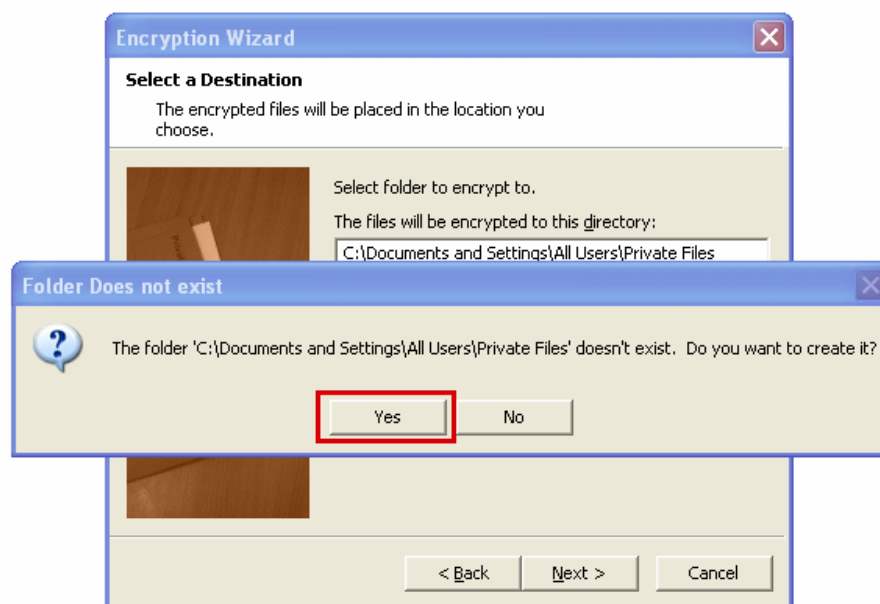 Encryption Wizard
Select a Destination
The encrypted files will be placed in the location you
choose.
Select folder to encrypt to.
The files will be encrypted to this directory:
C:\Documents and Settings\All Users\Private Files
Folder Does not exist
The folder 'C:\Documents and Settings\All Users\Private Files' doesn't exist.  Do you want to create it?
Yes
No
< Back
Next >
Cancel